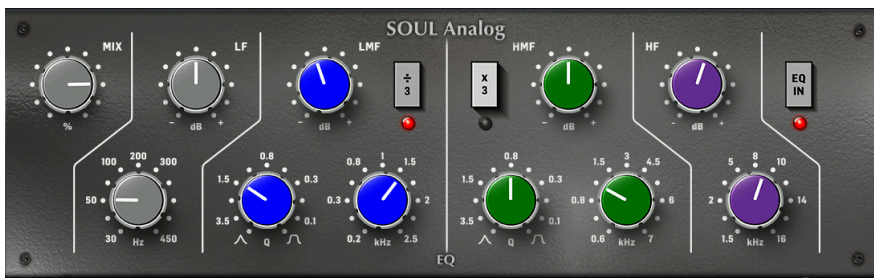 SOUL Analog
MIX
%
LF
- dB +
LMF
- dB +
÷
3
X
3
HMF
- dB +
HF
- dB +
EQ
IN
30 50 100 200 300 450
Hz
3.5 1.5 0.8 0.3 0.1
Q
0.2 0.3 0.8 1 1.5 2 2.5
kHz
3.5 1.5 0.8 0.3 0.1
Q
0.6 0.8 1.5 3 4.5 6 7
kHz
1.5 2 5 8 10 14 16
kHz
EQ